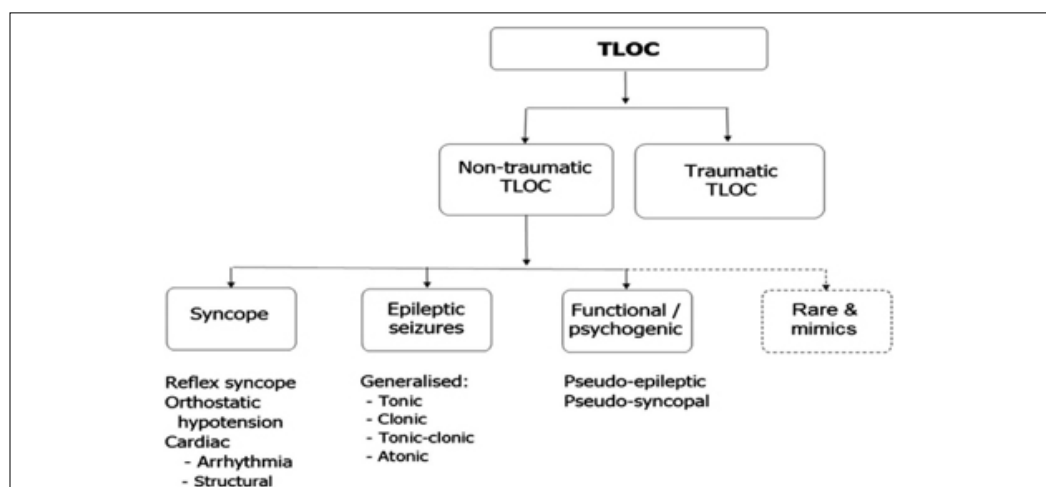 TLOC
Non-traumatic
TLOC
Traumatic
TLOC
Syncope
Epileptic
seizures
Functional /
psychogenic
Rare &
mimics
Reflex syncope
Orthostatic
hypotension
Cardiac
- Arrhythmia
- Structural
Generalised:
- Tonic
- Clonic
- Tonic-clonic
- Atonic
Pseudo-epileptic
Pseudo-syncopal